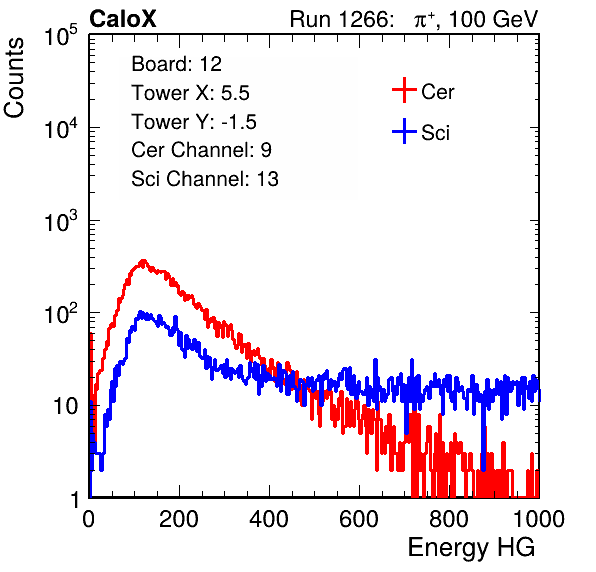 CaloX Run 1266: π⁺, 100 GeV
Counts
10⁵
10⁴
10³
10²
10
1
Board: 12
Tower X: 5.5
Tower Y: -1.5
Cer Channel: 9
Sci Channel: 13
Cer
Sci
0 200 400 600 800 1000
Energy HG